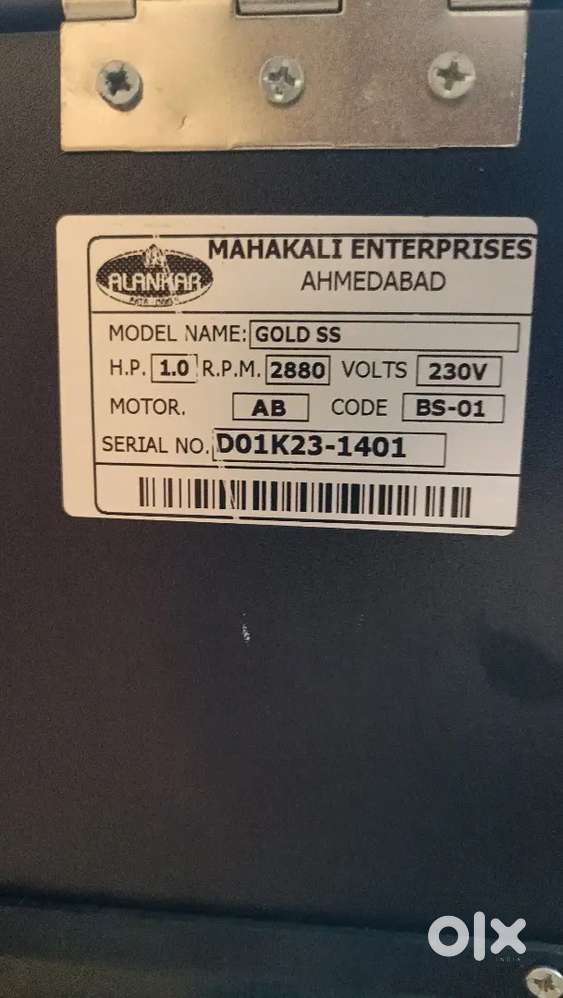 ALANKAR
MAHAKALI ENTERPRISES
AHMEDABAD
MODEL NAME: GOLD SS
H.P. 1.0 R.P.M. 2880 VOLTS 230V
MOTOR. AB CODE BS-01
SERIAL NO. D01K23-1401
olx
INDIA